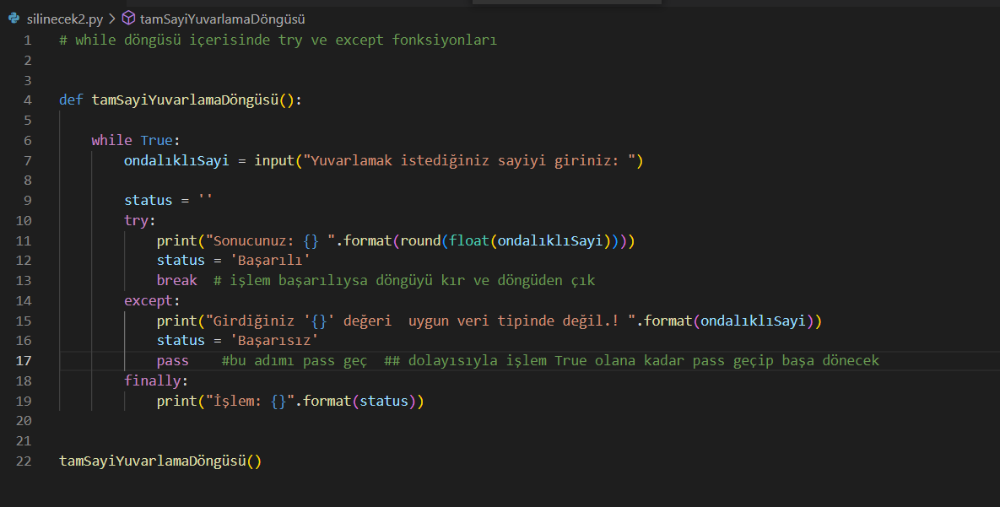 silinecek2.py > tamSayiYuvarlamaDöngüsü
1 # while döngüsü içerisinde try ve except fonksiyonları
2
3
4 def tamSayiYuvarlamaDöngüsü():
5
6     while True:
7         ondalıklıSayi = input("Yuvarlamak istediğiniz sayiyi giriniz: ")
8
9         status = ''
10         try:
11             print("Sonucunuz: {} ".format(round(float(ondalıklıSayi))))
12             status = 'Başarılı'
13             break  # işlem başarılıysa döngüyü kır ve döngüden çık
14         except:
15             print("Girdiğiniz '{}' değeri  uygun veri tipinde değil.! ".format(ondalıklıSayi))
16             status = 'Başarısız'
17             pass    #bu adımı pass geç  ## dolayısıyla işlem True olana kadar pass geçip başa dönecek
18         finally:
19             print("İşlem: {}".format(status))
20
21
22 tamSayiYuvarlamaDöngüsü()